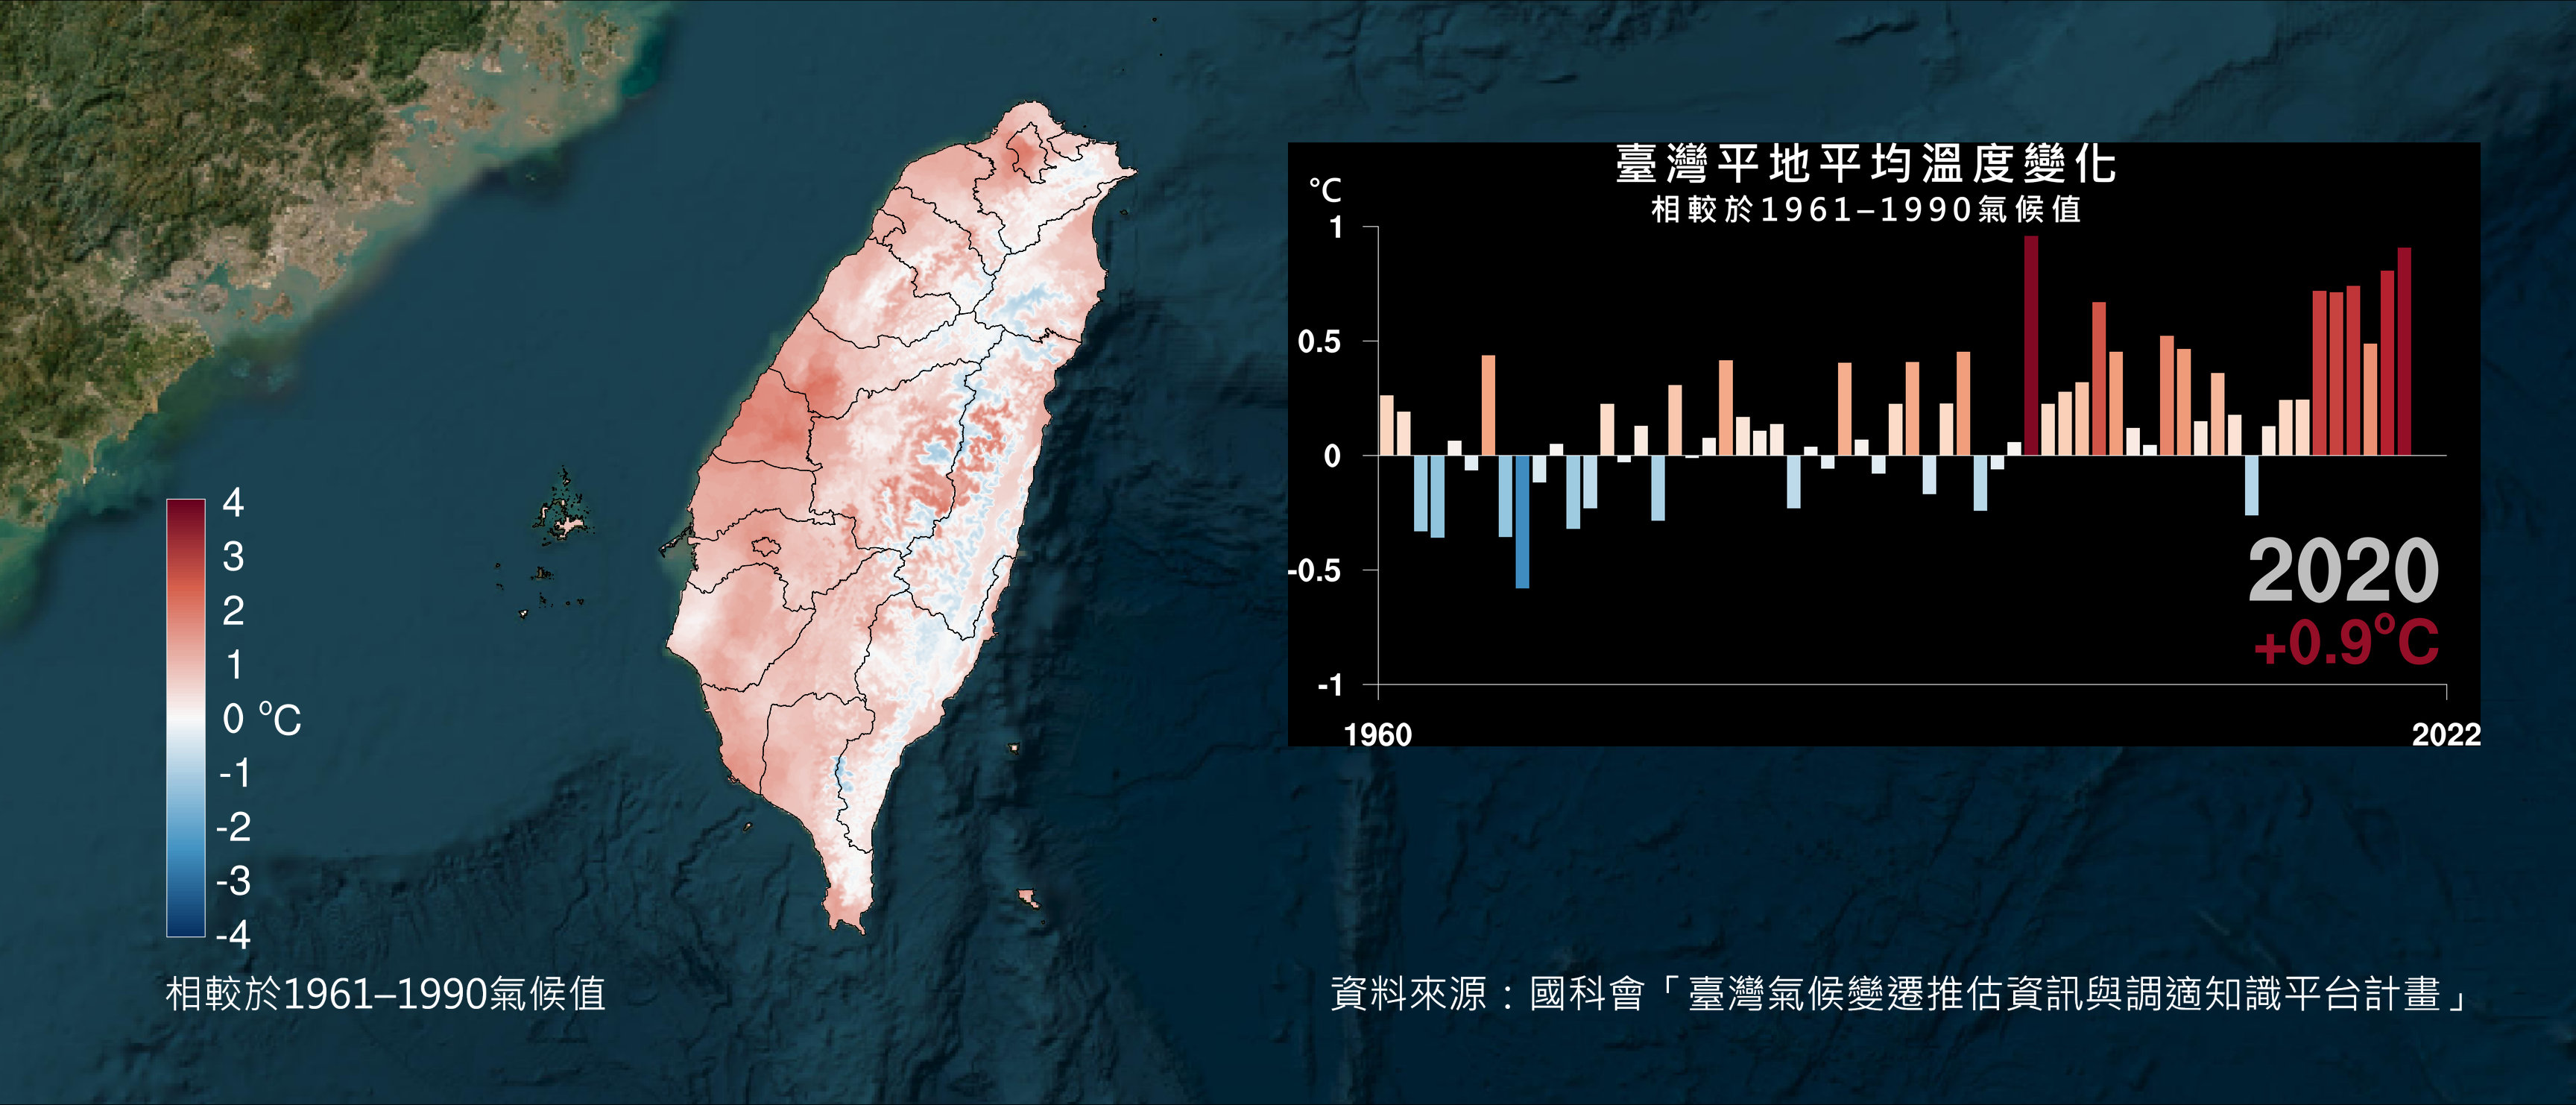 臺灣平地平均溫度變化
相較於1961–1990氣候值
°C
1
0.5
0
-0.5
-1
1960
2022
2020
+0.9°C
4
3
2
1
0 °C
-1
-2
-3
-4
相較於1961–1990氣候值
資料來源：國科會「臺灣氣候變遷推估資訊與調適知識平台計畫」